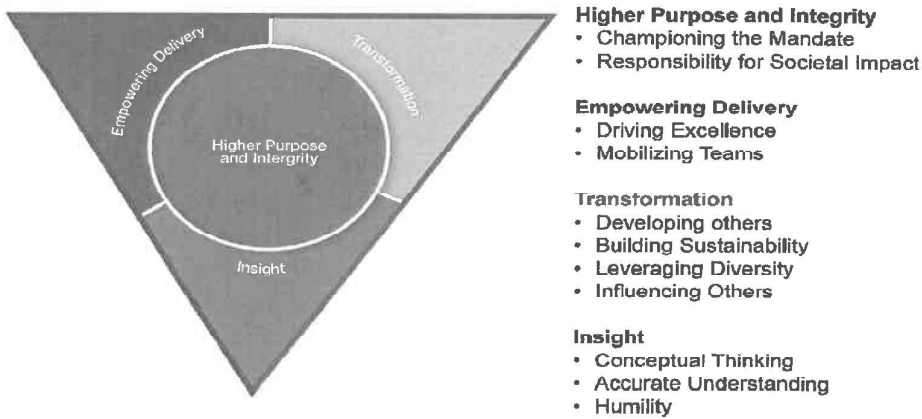 Empowering Delivery
Transformation
Higher Purpose
and Intergrity
Insight
Higher Purpose and Integrity
• Championing the Mandate
• Responsibility for Societal Impact
Empowering Delivery
• Driving Excellence
• Mobilizing Teams
Transformation
• Developing others
• Building Sustainability
• Leveraging Diversity
• Influencing Others
Insight
• Conceptual Thinking
• Accurate Understanding
• Humility